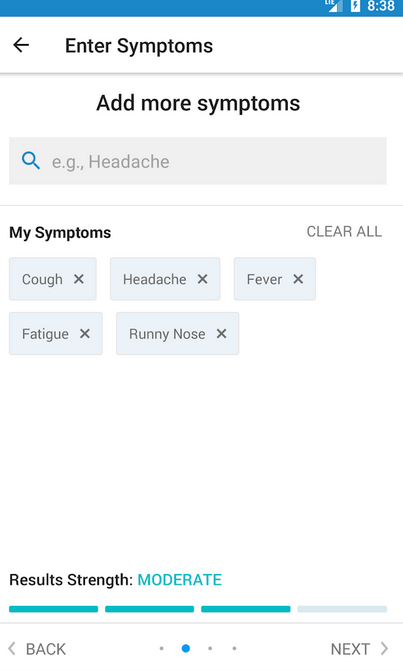 LTE 8:38
Enter Symptoms
Add more symptoms
e.g., Headache
My Symptoms CLEAR ALL
Cough Headache Fever
Fatigue Runny Nose
Results Strength: MODERATE
BACK NEXT